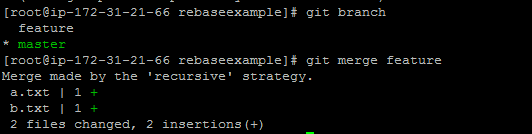 [root@ip-172-31-21-66 rebaseexample]# git branch
  feature
* master
[root@ip-172-31-21-66 rebaseexample]# git merge feature
Merge made by the 'recursive' strategy.
 a.txt | 1 +
 b.txt | 1 +
 2 files changed, 2 insertions(+)